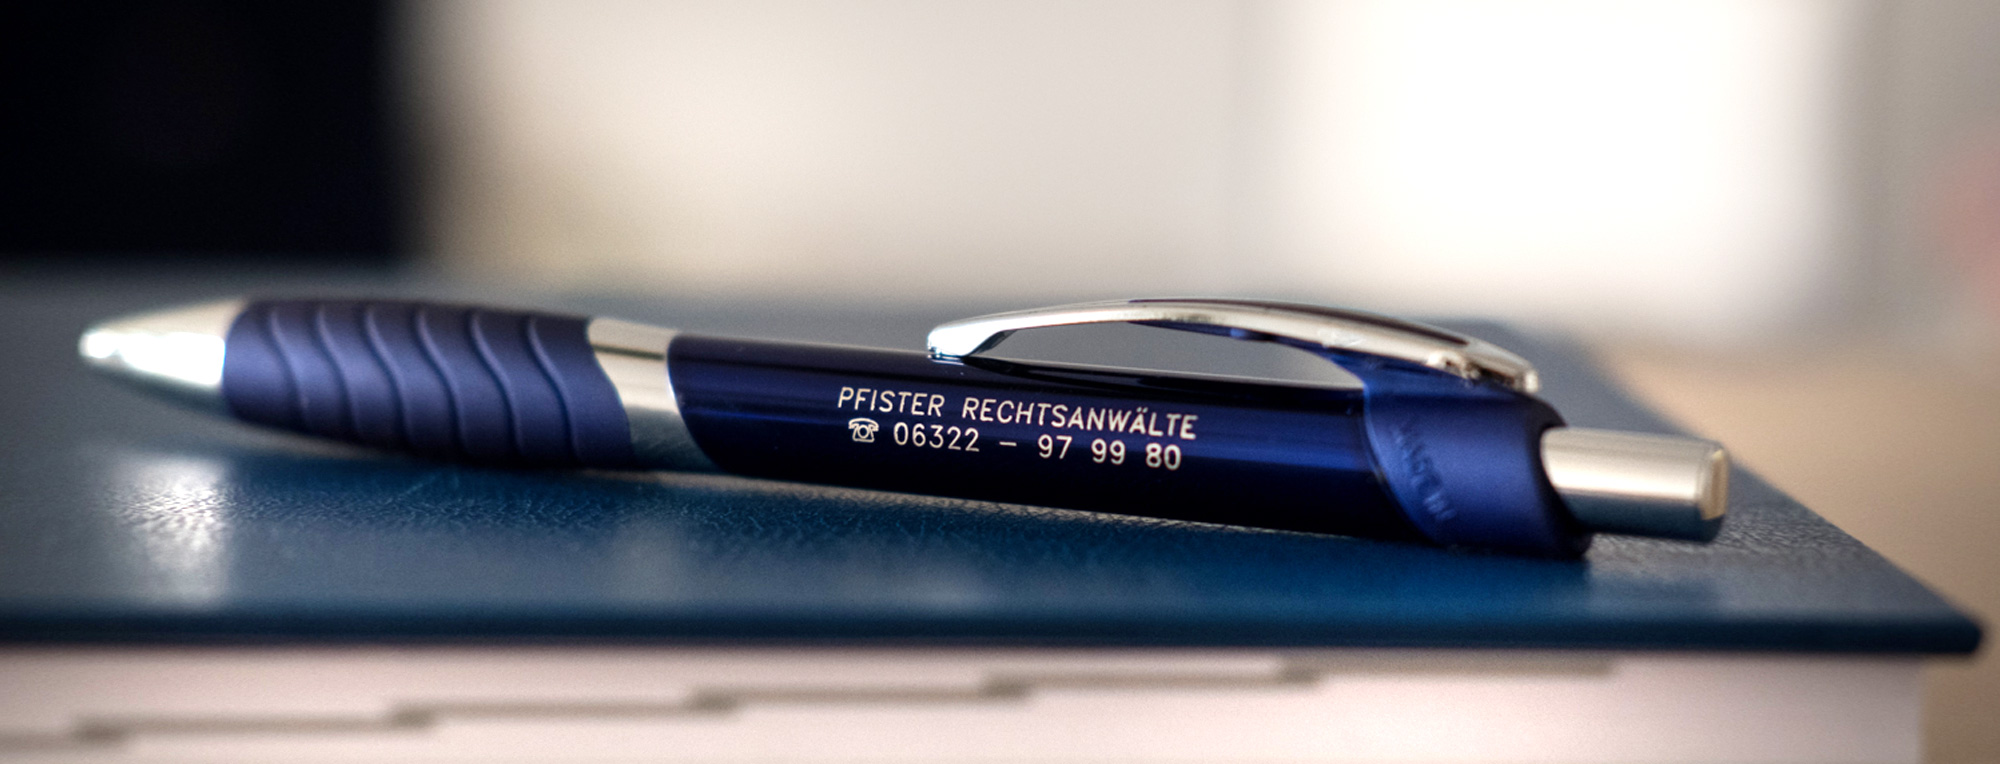 PFISTER RECHTSANWÄLTE
☎ 06322 – 97 99 80